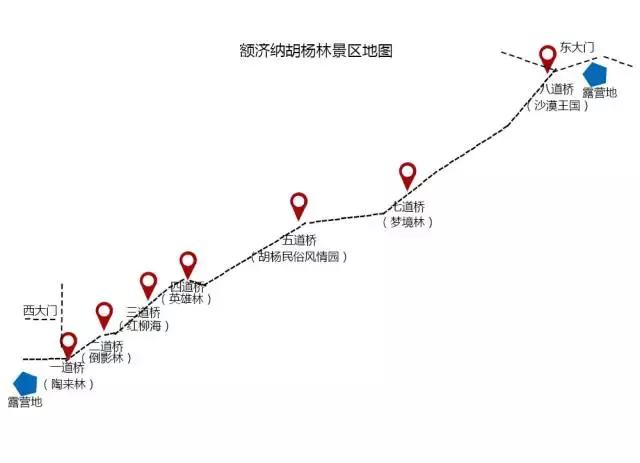 额济纳胡杨林景区地图
东大门
八道桥
露营地
（沙漠王国）
七道桥
（梦境林）
五道桥
（胡杨民俗风情园）
四道桥
（英雄林）
三道桥
（红柳海）
西大门
二道桥
（倒影林）
一道桥
（陶来林）
露营地